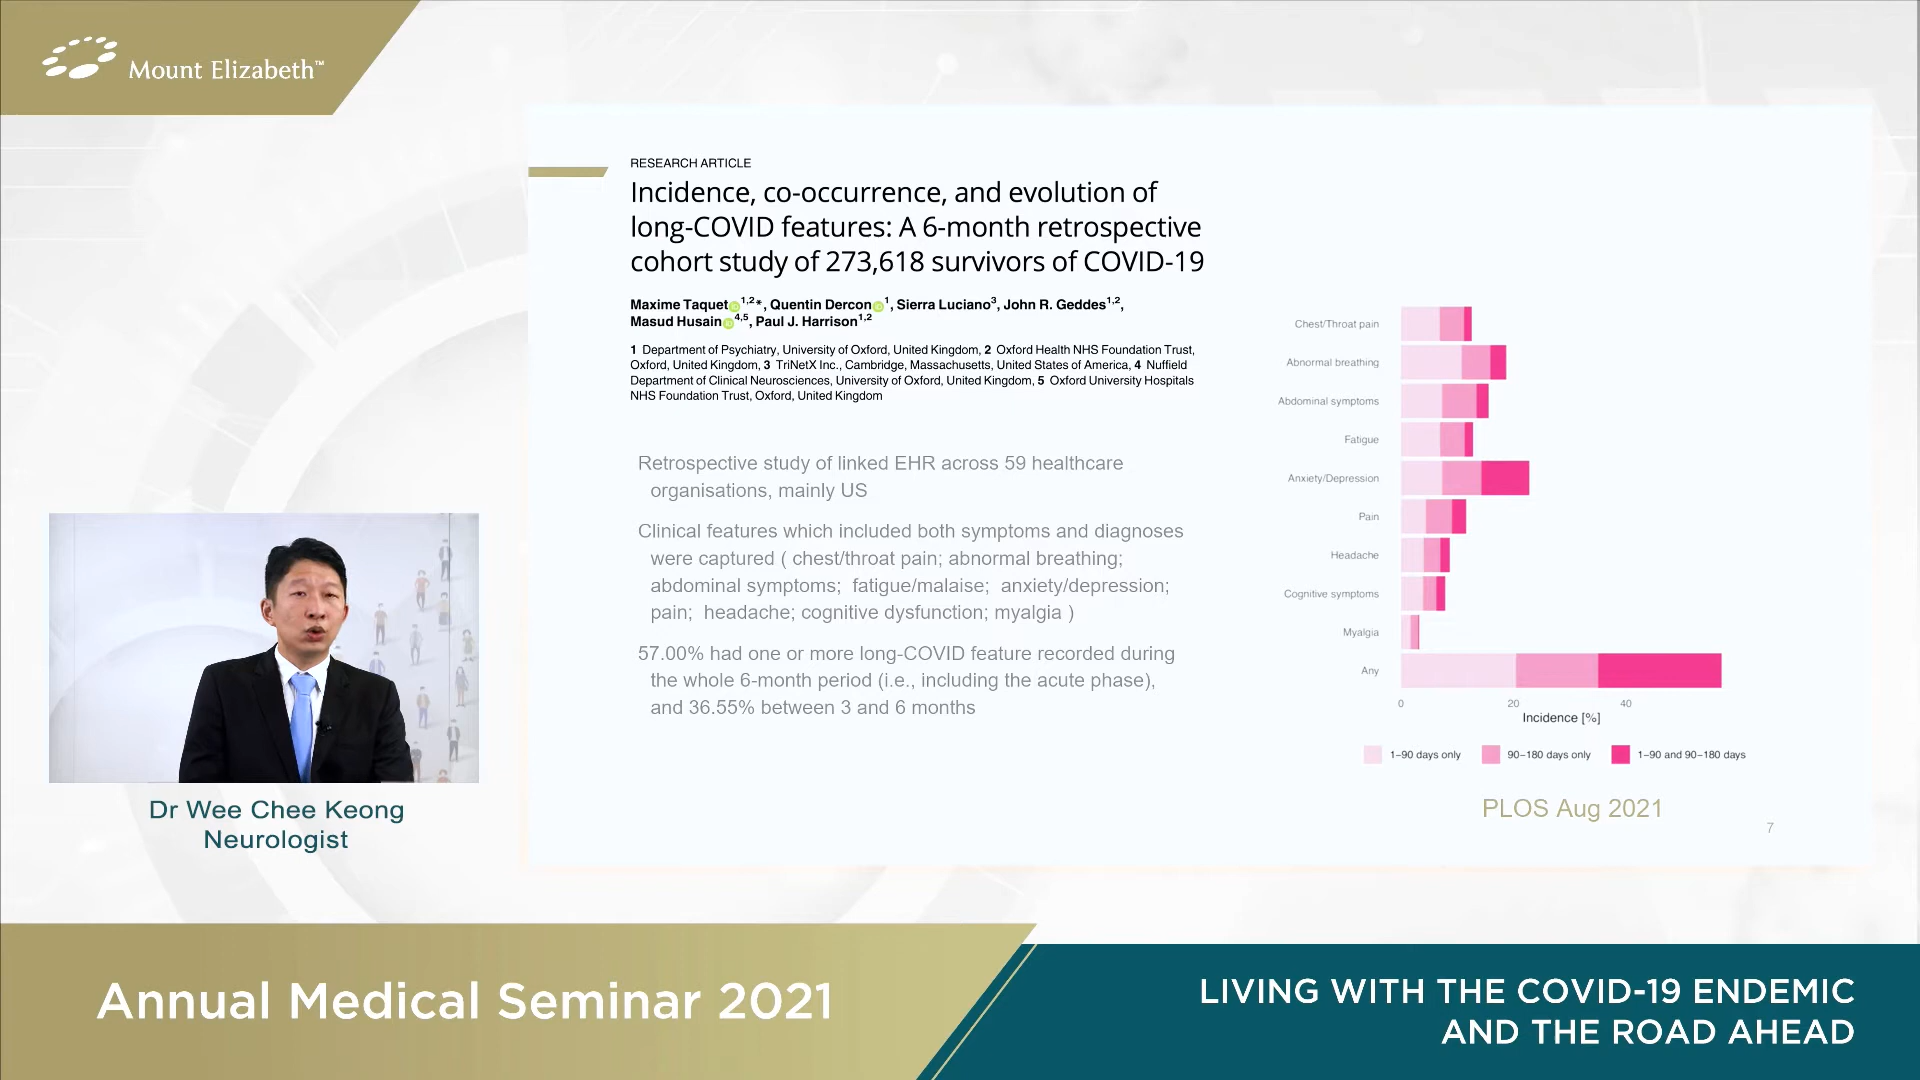 Mount Elizabeth™
RESEARCH ARTICLE
Incidence, co-occurrence, and evolution of
long-COVID features: A 6-month retrospective
cohort study of 273,618 survivors of COVID-19
Maxime Taquet 1,2*, Quentin Dercon 1, Sierra Luciano3, John R. Geddes1,2,
Masud Husain 4,5, Paul J. Harrison1,2
1 Department of Psychiatry, University of Oxford, United Kingdom, 2 Oxford Health NHS Foundation Trust,
Oxford, United Kingdom, 3 TriNetX Inc., Cambridge, Massachusetts, United States of America, 4 Nuffield
Department of Clinical Neurosciences, University of Oxford, United Kingdom, 5 Oxford University Hospitals
NHS Foundation Trust, Oxford, United Kingdom
Retrospective study of linked EHR across 59 healthcare
organisations, mainly US
Clinical features which included both symptoms and diagnoses
were captured ( chest/throat pain; abnormal breathing;
abdominal symptoms; fatigue/malaise; anxiety/depression;
pain; headache; cognitive dysfunction; myalgia )
57.00% had one or more long-COVID feature recorded during
the whole 6-month period (i.e., including the acute phase),
and 36.55% between 3 and 6 months
Chest/Throat pain
Abnormal breathing
Abdominal symptoms
Fatigue
Anxiety/Depression
Pain
Headache
Cognitive symptoms
Myalgia
Any
0 20 40
Incidence [%]
1–90 days only 90–180 days only 1–90 and 90–180 days
PLOS Aug 2021
7
Dr Wee Chee Keong
Neurologist
Annual Medical Seminar 2021
LIVING WITH THE COVID-19 ENDEMIC
AND THE ROAD AHEAD